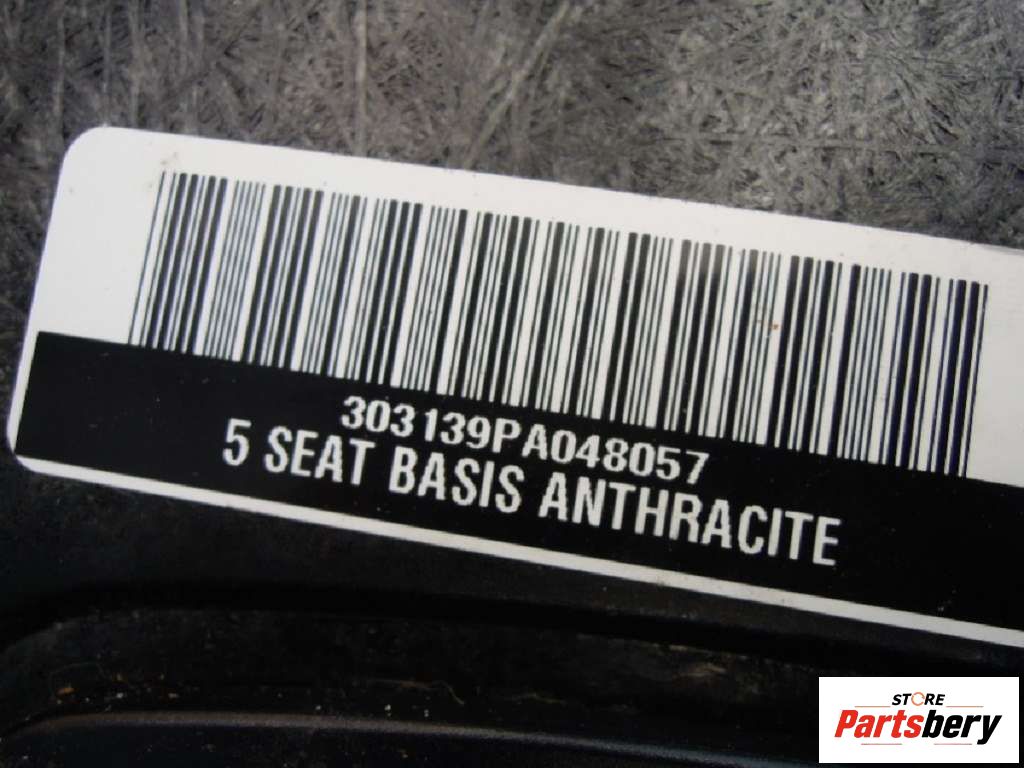 303139PA048057
5 SEAT BASIS ANTHRACITE
STORE
Partsbery